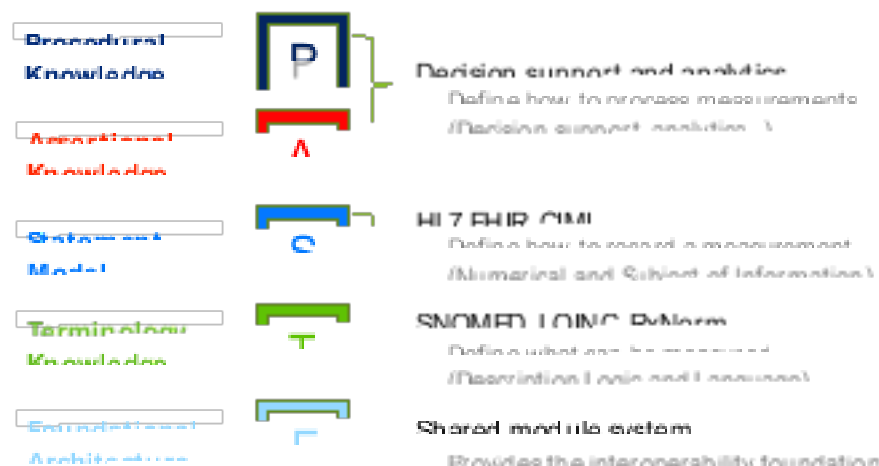 Procedural
Knowledge
P
Decision support and analytics
Define how to process measurements
(Decision support, analytics...)
Assertional
Knowledge
A
Statement
Model
S
HL7 FHIR, CIMI
Define how to record a measurement
(Numerical and Subject of Information)
Terminology
Knowledge
T
SNOMED, LOINC, RxNorm
Define what can be measured
(Description Logic and Language)
Foundational
Architecture
F
Shared module system
Provides the interoperability foundation